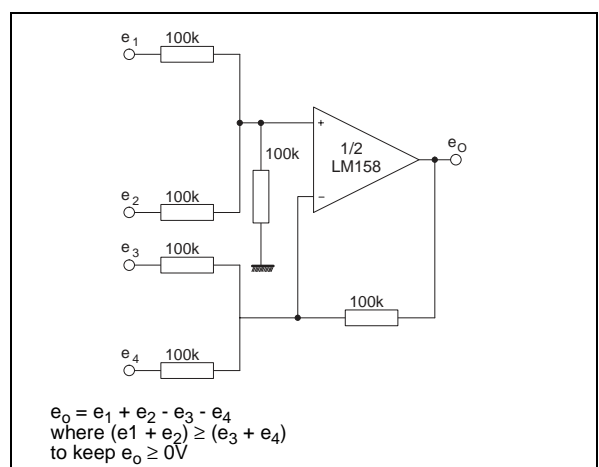 e1 100k
100k
1/2
LM158
+
−
eO
e2 100k
e3 100k
100k
e4 100k
eo = e1 + e2 - e3 - e4
where (e1 + e2) ≥ (e3 + e4)
to keep eo ≥ 0V